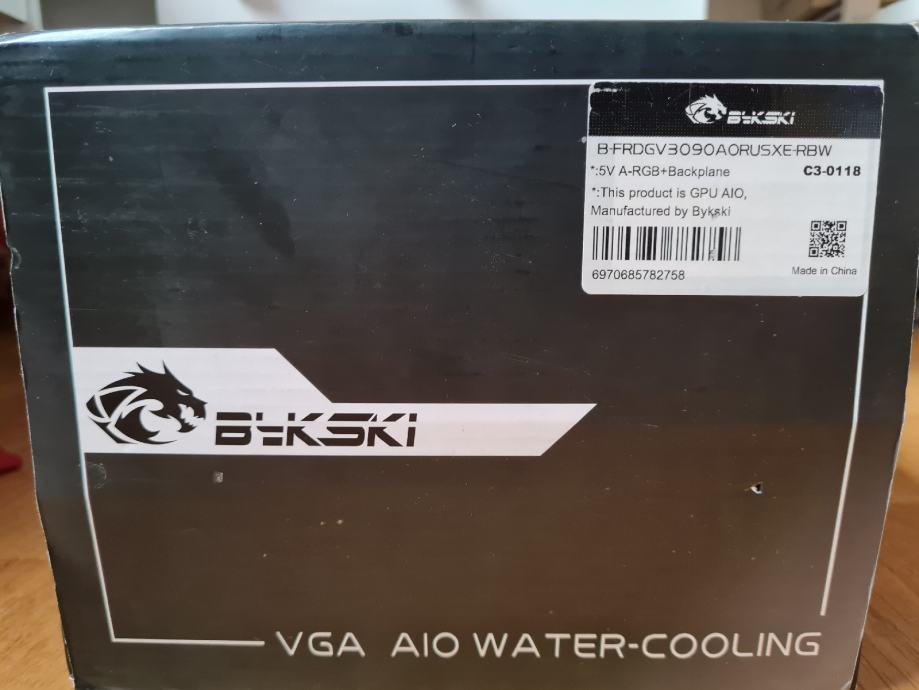 BYKSKI
B-FRDGV3090AORUSXE-RBW
*:5V A-RGB+Backplane C3-0118
*:This product is GPU AIO,
Manufactured by Bykski
6970685782758 Made in China
BYKSKI
VGA AIO WATER-COOLING